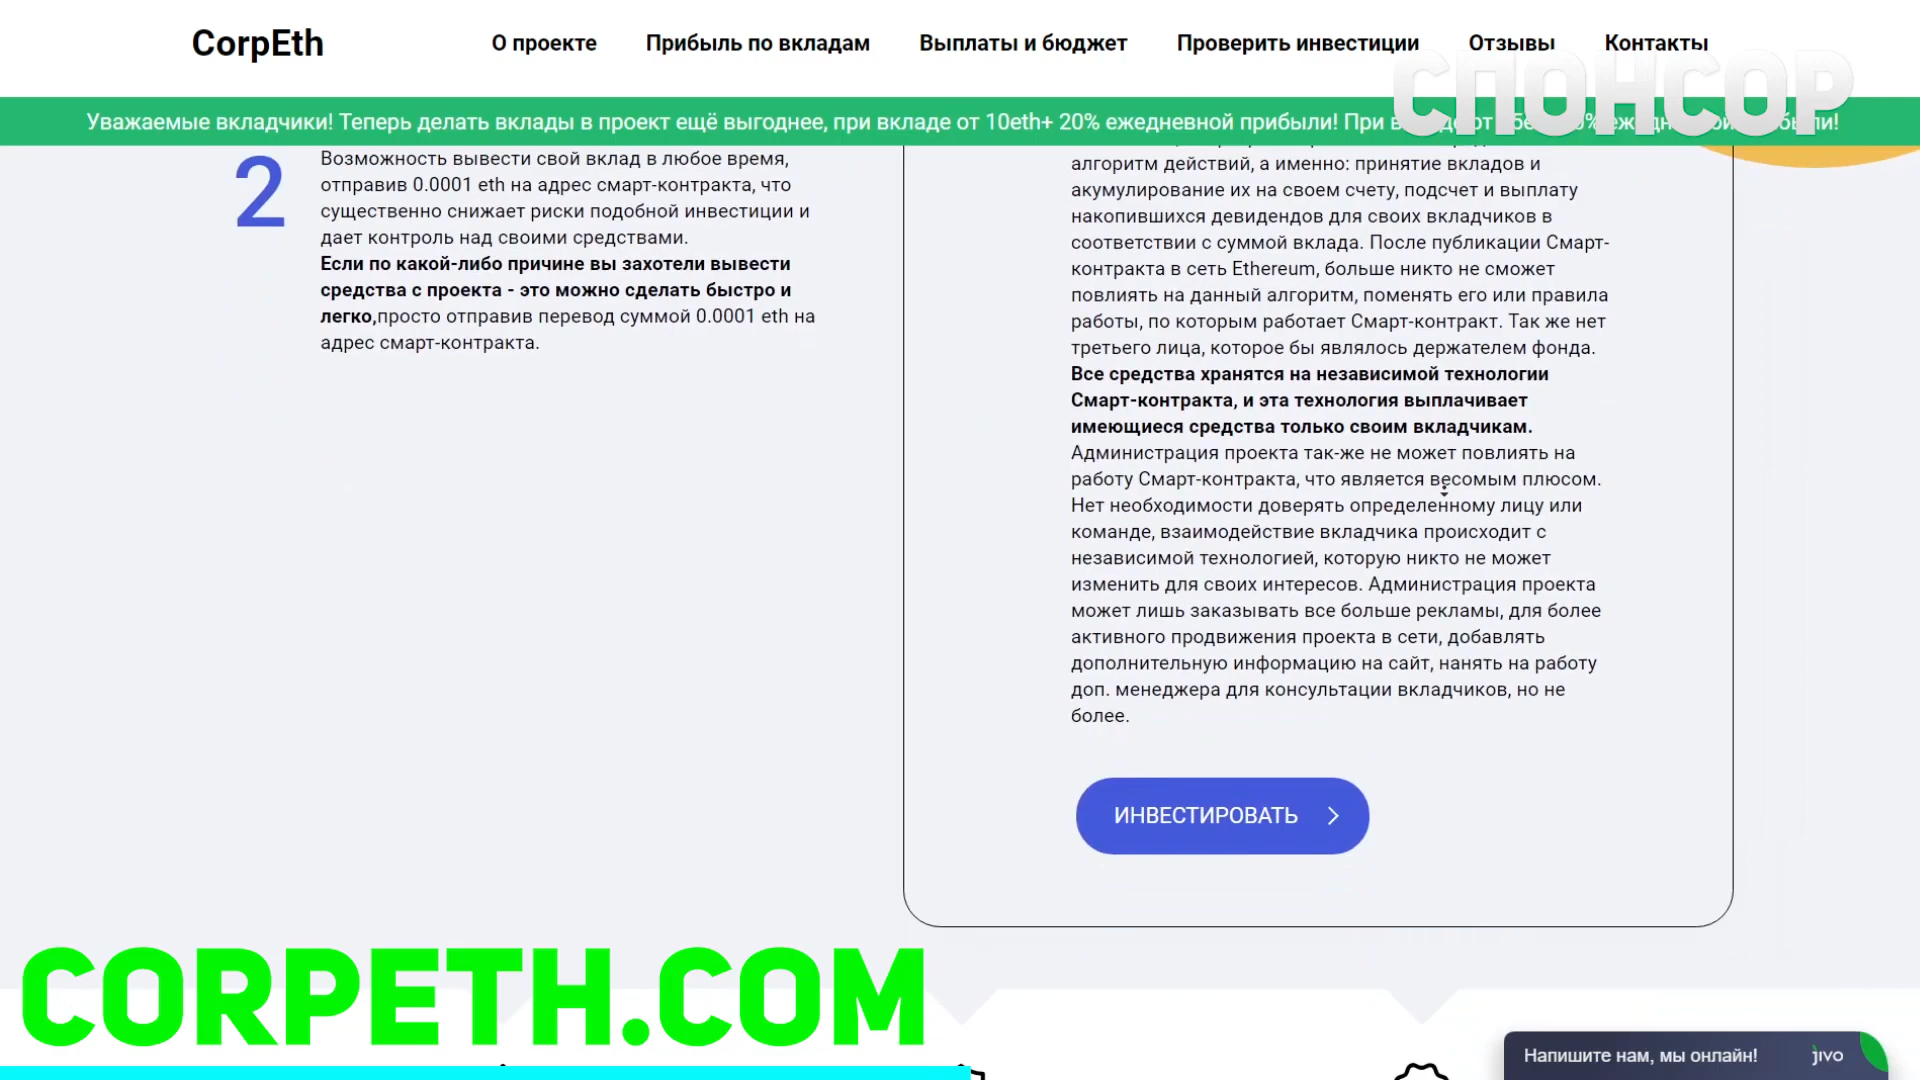 CorpEth
О проекте
Прибыль по вкладам
Выплаты и бюджет
Проверить инвестиции
Отзывы
Контакты
СПОНСОР
Уважаемые вкладчики! Теперь делать вклады в проект ещё выгоднее, при вкладе от 10eth+ 20% ежедневной прибыли! При
2
Возможность вывести свой вклад в любое время,
отправив 0.0001 eth на адрес смарт-контракта, что
существенно снижает риски подобной инвестиции и
дает контроль над своими средствами.
Если по какой-либо причине вы захотели вывести
средства с проекта - это можно сделать быстро и
легко,просто отправив перевод суммой 0.0001 eth на
адрес смарт-контракта.
алгоритм действий, а именно: принятие вкладов и
акумулирование их на своем счету, подсчет и выплату
накопившихся девидендов для своих вкладчиков в
соответствии с суммой вклада. После публикации Смарт-
контракта в сеть Ethereum, больше никто не сможет
повлиять на данный алгоритм, поменять его или правила
работы, по которым работает Смарт-контракт. Так же нет
третьего лица, которое бы являлось держателем фонда.
Все средства хранятся на независимой технологии
Смарт-контракта, и эта технология выплачивает
имеющиеся средства только своим вкладчикам.
Администрация проекта так-же не может повлиять на
работу Смарт-контракта, что является весомым плюсом.
Нет необходимости доверять определенному лицу или
команде, взаимодействие вкладчика происходит с
независимой технологией, которую никто не может
изменить для своих интересов. Администрация проекта
может лишь заказывать все больше рекламы, для более
активного продвижения проекта в сети, добавлять
дополнительную информацию на сайт, нанять на работу
доп. менеджера для консультации вкладчиков, но не
более.
ИНВЕСТИРОВАТЬ
CORPETH.COM
Напишите нам, мы онлайн!
jivo